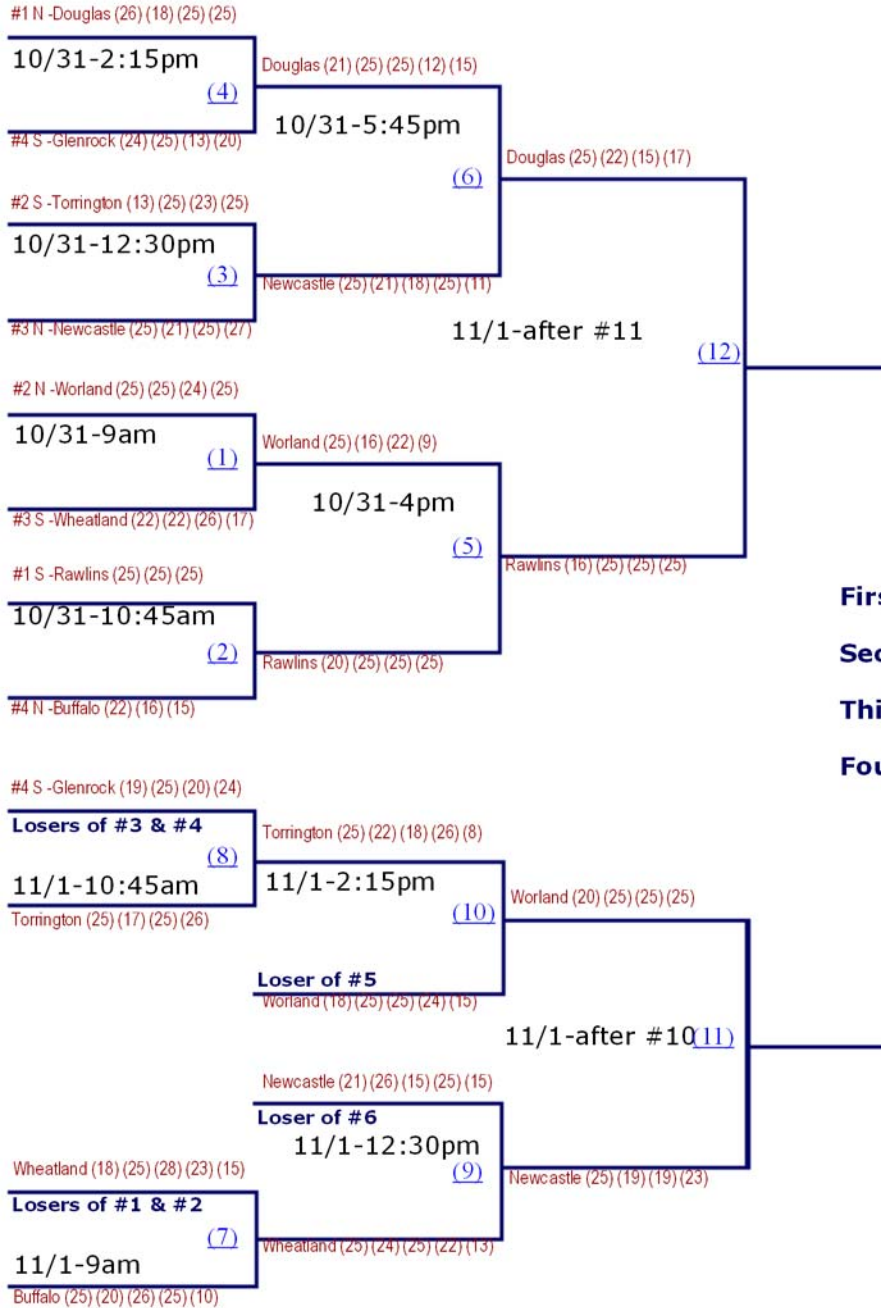 #1 N -Douglas (26) (18) (25) (25)
10/31-2:15pm
(4)
#4 S -Glenrock (24) (25) (13) (20)
Douglas (21) (25) (25) (12) (15)
10/31-5:45pm
(6)
#2 S -Torrington (13) (25) (23) (25)
10/31-12:30pm
(3)
#3 N -Newcastle (25) (21) (25) (27)
Newcastle (25) (21) (18) (25) (11)
Douglas (25) (22) (15) (17)
11/1-after #11
(12)
#2 N -Worland (25) (25) (24) (25)
10/31-9am
(1)
#3 S -Wheatland (22) (22) (26) (17)
Worland (25) (16) (22) (9)
10/31-4pm
(5)
Rawlins (16) (25) (25) (25)
#1 S -Rawlins (25) (25) (25)
10/31-10:45am
(2)
#4 N -Buffalo (22) (16) (15)
Rawlins (20) (25) (25) (25)
Firs
Sec
Thi
Fou
#4 S -Glenrock (19) (25) (20) (24)
Losers of #3 & #4
(8)
11/1-10:45am
Torrington (25) (17) (25) (26)
Torrington (25) (22) (18) (26) (8)
11/1-2:15pm
(10)
Loser of #5
Worland (18) (25) (25) (24) (15)
Worland (20) (25) (25) (25)
11/1-after #10
(11)
Newcastle (21) (26) (15) (25) (15)
Loser of #6
11/1-12:30pm
(9)
Newcastle (25) (19) (19) (23)
Wheatland (18) (25) (28) (23) (15)
Losers of #1 & #2
(7)
11/1-9am
Buffalo (25) (20) (26) (25) (10)
Wheatland (25) (24) (25) (22) (13)